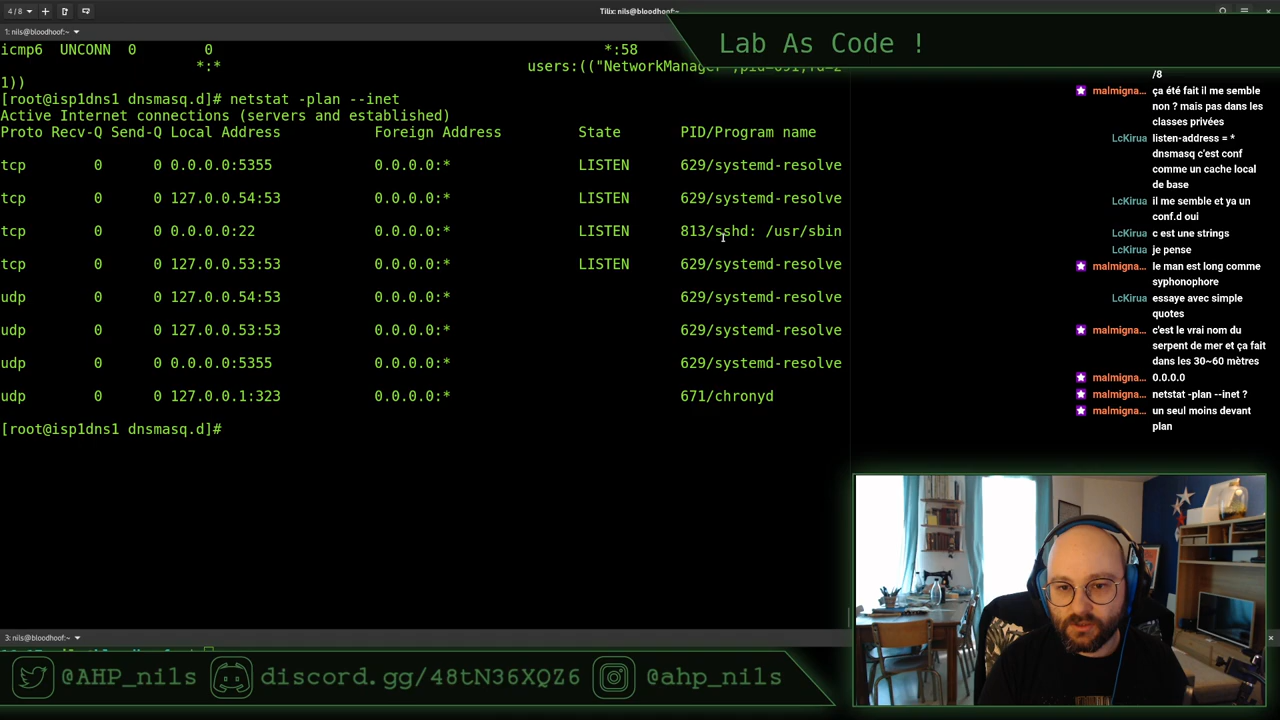 4 / 8
Tilix: nils@bloodhoof:~
1: nils@bloodhoof:~
Lab As Code !
icmp6 UNCONN 0 0 *:58
*:* users:(("NetworkManager",
1))
[root@isp1dns1 dnsmasq.d]# netstat -plan --inet
Active Internet connections (servers and established)
Proto Recv-Q Send-Q Local Address Foreign Address State PID/Program name
tcp 0 0 0.0.0.0:5355 0.0.0.0:* LISTEN 629/systemd-resolve
tcp 0 0 127.0.0.54:53 0.0.0.0:* LISTEN 629/systemd-resolve
tcp 0 0 0.0.0.0:22 0.0.0.0:* LISTEN 813/sshd: /usr/sbin
tcp 0 0 127.0.0.53:53 0.0.0.0:* LISTEN 629/systemd-resolve
udp 0 0 127.0.0.54:53 0.0.0.0:* 629/systemd-resolve
udp 0 0 127.0.0.53:53 0.0.0.0:* 629/systemd-resolve
udp 0 0 0.0.0.0:5355 0.0.0.0:* 629/systemd-resolve
udp 0 0 127.0.0.1:323 0.0.0.0:* 671/chronyd
[root@isp1dns1 dnsmasq.d]#
/8
malmigna... ça été fait il me semble
non ? mais pas dans les
classes privées
LcKirua listen-address = *
dnsmasq c'est conf
comme un cache local
de base
LcKirua il me semble et ya un
conf.d oui
LcKirua c est une strings
LcKirua je pense
malmigna... le man est long comme
syphonophore
LcKirua essaye avec simple
quotes
malmigna... c'est le vrai nom du
serpent de mer et ça fait
dans les 30~60 mètres
malmigna... 0.0.0.0
malmigna... netstat -plan --inet ?
malmigna... un seul moins devant
plan
3: nils@bloodhoof:~
@AHP_nils discord.gg/48tN36XQZ6 @ahp_nils